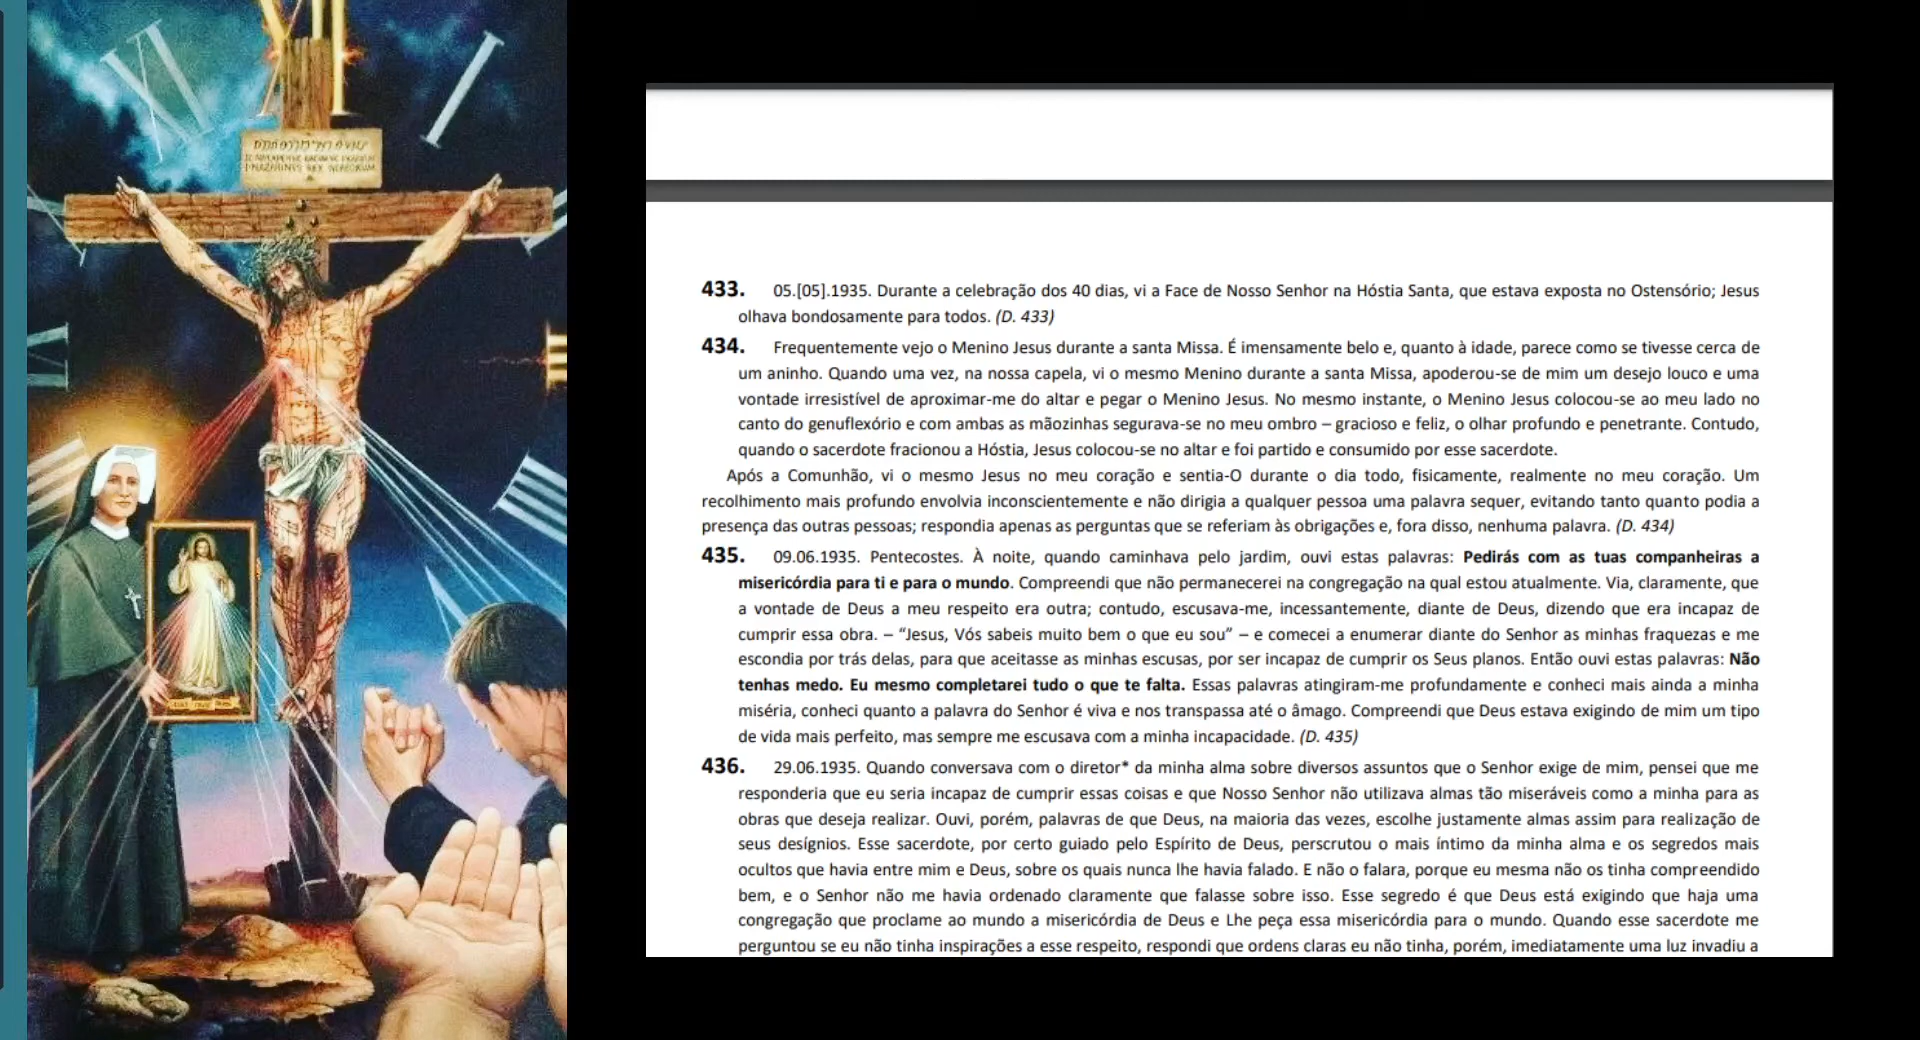 433. 05.[05].1935. Durante a celebração dos 40 dias, vi a Face de Nosso Senhor na Hóstia Santa, que estava exposta no Ostensório; Jesus
olhava bondosamente para todos. (D. 433)
434. Frequentemente vejo o Menino Jesus durante a santa Missa. É imensamente belo e, quanto à idade, parece como se tivesse cerca de
um aninho. Quando uma vez, na nossa capela, vi o mesmo Menino durante a santa Missa, apoderou-se de mim um desejo louco e uma
vontade irresistível de aproximar-me do altar e pegar o Menino Jesus. No mesmo instante, o Menino Jesus colocou-se ao meu lado no
canto do genuflexório e com ambas as mãozinhas segurava-se no meu ombro – gracioso e feliz, o olhar profundo e penetrante. Contudo,
quando o sacerdote fracionou a Hóstia, Jesus colocou-se no altar e foi partido e consumido por esse sacerdote.
Após a Comunhão, vi o mesmo Jesus no meu coração e sentia-O durante o dia todo, fisicamente, realmente no meu coração. Um
recolhimento mais profundo envolvia inconscientemente e não dirigia a qualquer pessoa uma palavra sequer, evitando tanto quanto podia a
presença das outras pessoas; respondia apenas as perguntas que se referiam às obrigações e, fora disso, nenhuma palavra. (D. 434)
435. 09.06.1935. Pentecostes. À noite, quando caminhava pelo jardim, ouvi estas palavras: Pedirás com as tuas companheiras a
misericórdia para ti e para o mundo. Compreendi que não permanecerei na congregação na qual estou atualmente. Via, claramente, que
a vontade de Deus a meu respeito era outra; contudo, escusava-me, incessantemente, diante de Deus, dizendo que era incapaz de
cumprir essa obra. – “Jesus, Vós sabeis muito bem o que eu sou” – e comecei a enumerar diante do Senhor as minhas fraquezas e me
escondia por trás delas, para que aceitasse as minhas escusas, por ser incapaz de cumprir os Seus planos. Então ouvi estas palavras: Não
tenhas medo. Eu mesmo completarei tudo o que te falta. Essas palavras atingiram-me profundamente e conheci mais ainda a minha
miséria, conheci quanto a palavra do Senhor é viva e nos transpassa até o âmago. Compreendi que Deus estava exigindo de mim um tipo
de vida mais perfeito, mas sempre me escusava com a minha incapacidade. (D. 435)
436. 29.06.1935. Quando conversava com o diretor* da minha alma sobre diversos assuntos que o Senhor exige de mim, pensei que me
responderia que eu seria incapaz de cumprir essas coisas e que Nosso Senhor não utilizava almas tão miseráveis como a minha para as
obras que deseja realizar. Ouvi, porém, palavras de que Deus, na maioria das vezes, escolhe justamente almas assim para realização de
seus desígnios. Esse sacerdote, por certo guiado pelo Espírito de Deus, perscrutou o mais íntimo da minha alma e os segredos mais
ocultos que havia entre mim e Deus, sobre os quais nunca lhe havia falado. E não o falara, porque eu mesma não os tinha compreendido
bem, e o Senhor não me havia ordenado claramente que falasse sobre isso. Esse segredo é que Deus está exigindo que haja uma
congregação que proclame ao mundo a misericórdia de Deus e Lhe peça essa misericórdia para o mundo. Quando esse sacerdote me
perguntou se eu não tinha inspirações a esse respeito, respondi que ordens claras eu não tinha, porém, imediatamente uma luz invadiu a